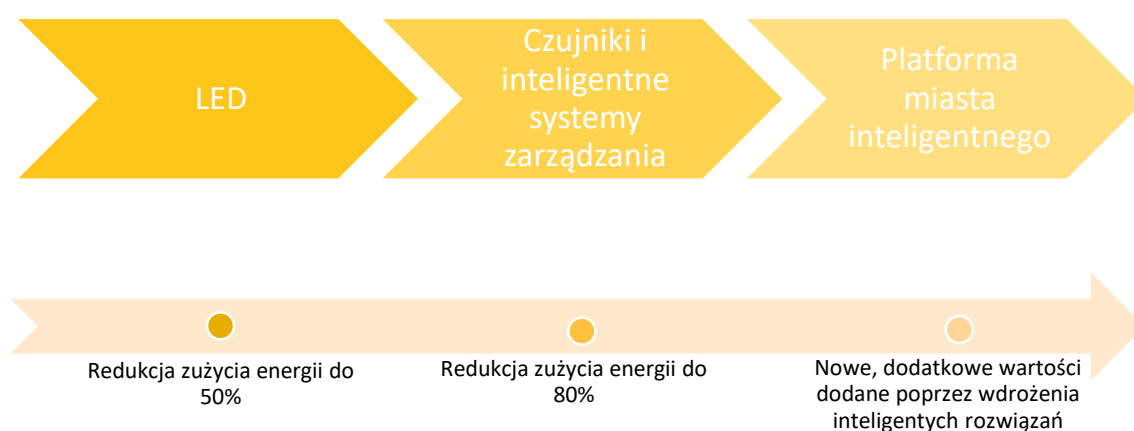 LED
Czujniki i
inteligentne
systemy
zarządzania
Platforma
miasta
inteligentnego
Redukcja zużycia energii do
50%
Redukcja zużycia energii do
80%
Nowe, dodatkowe wartości
dodane poprzez wdrożenia
inteligentych rozwiązań